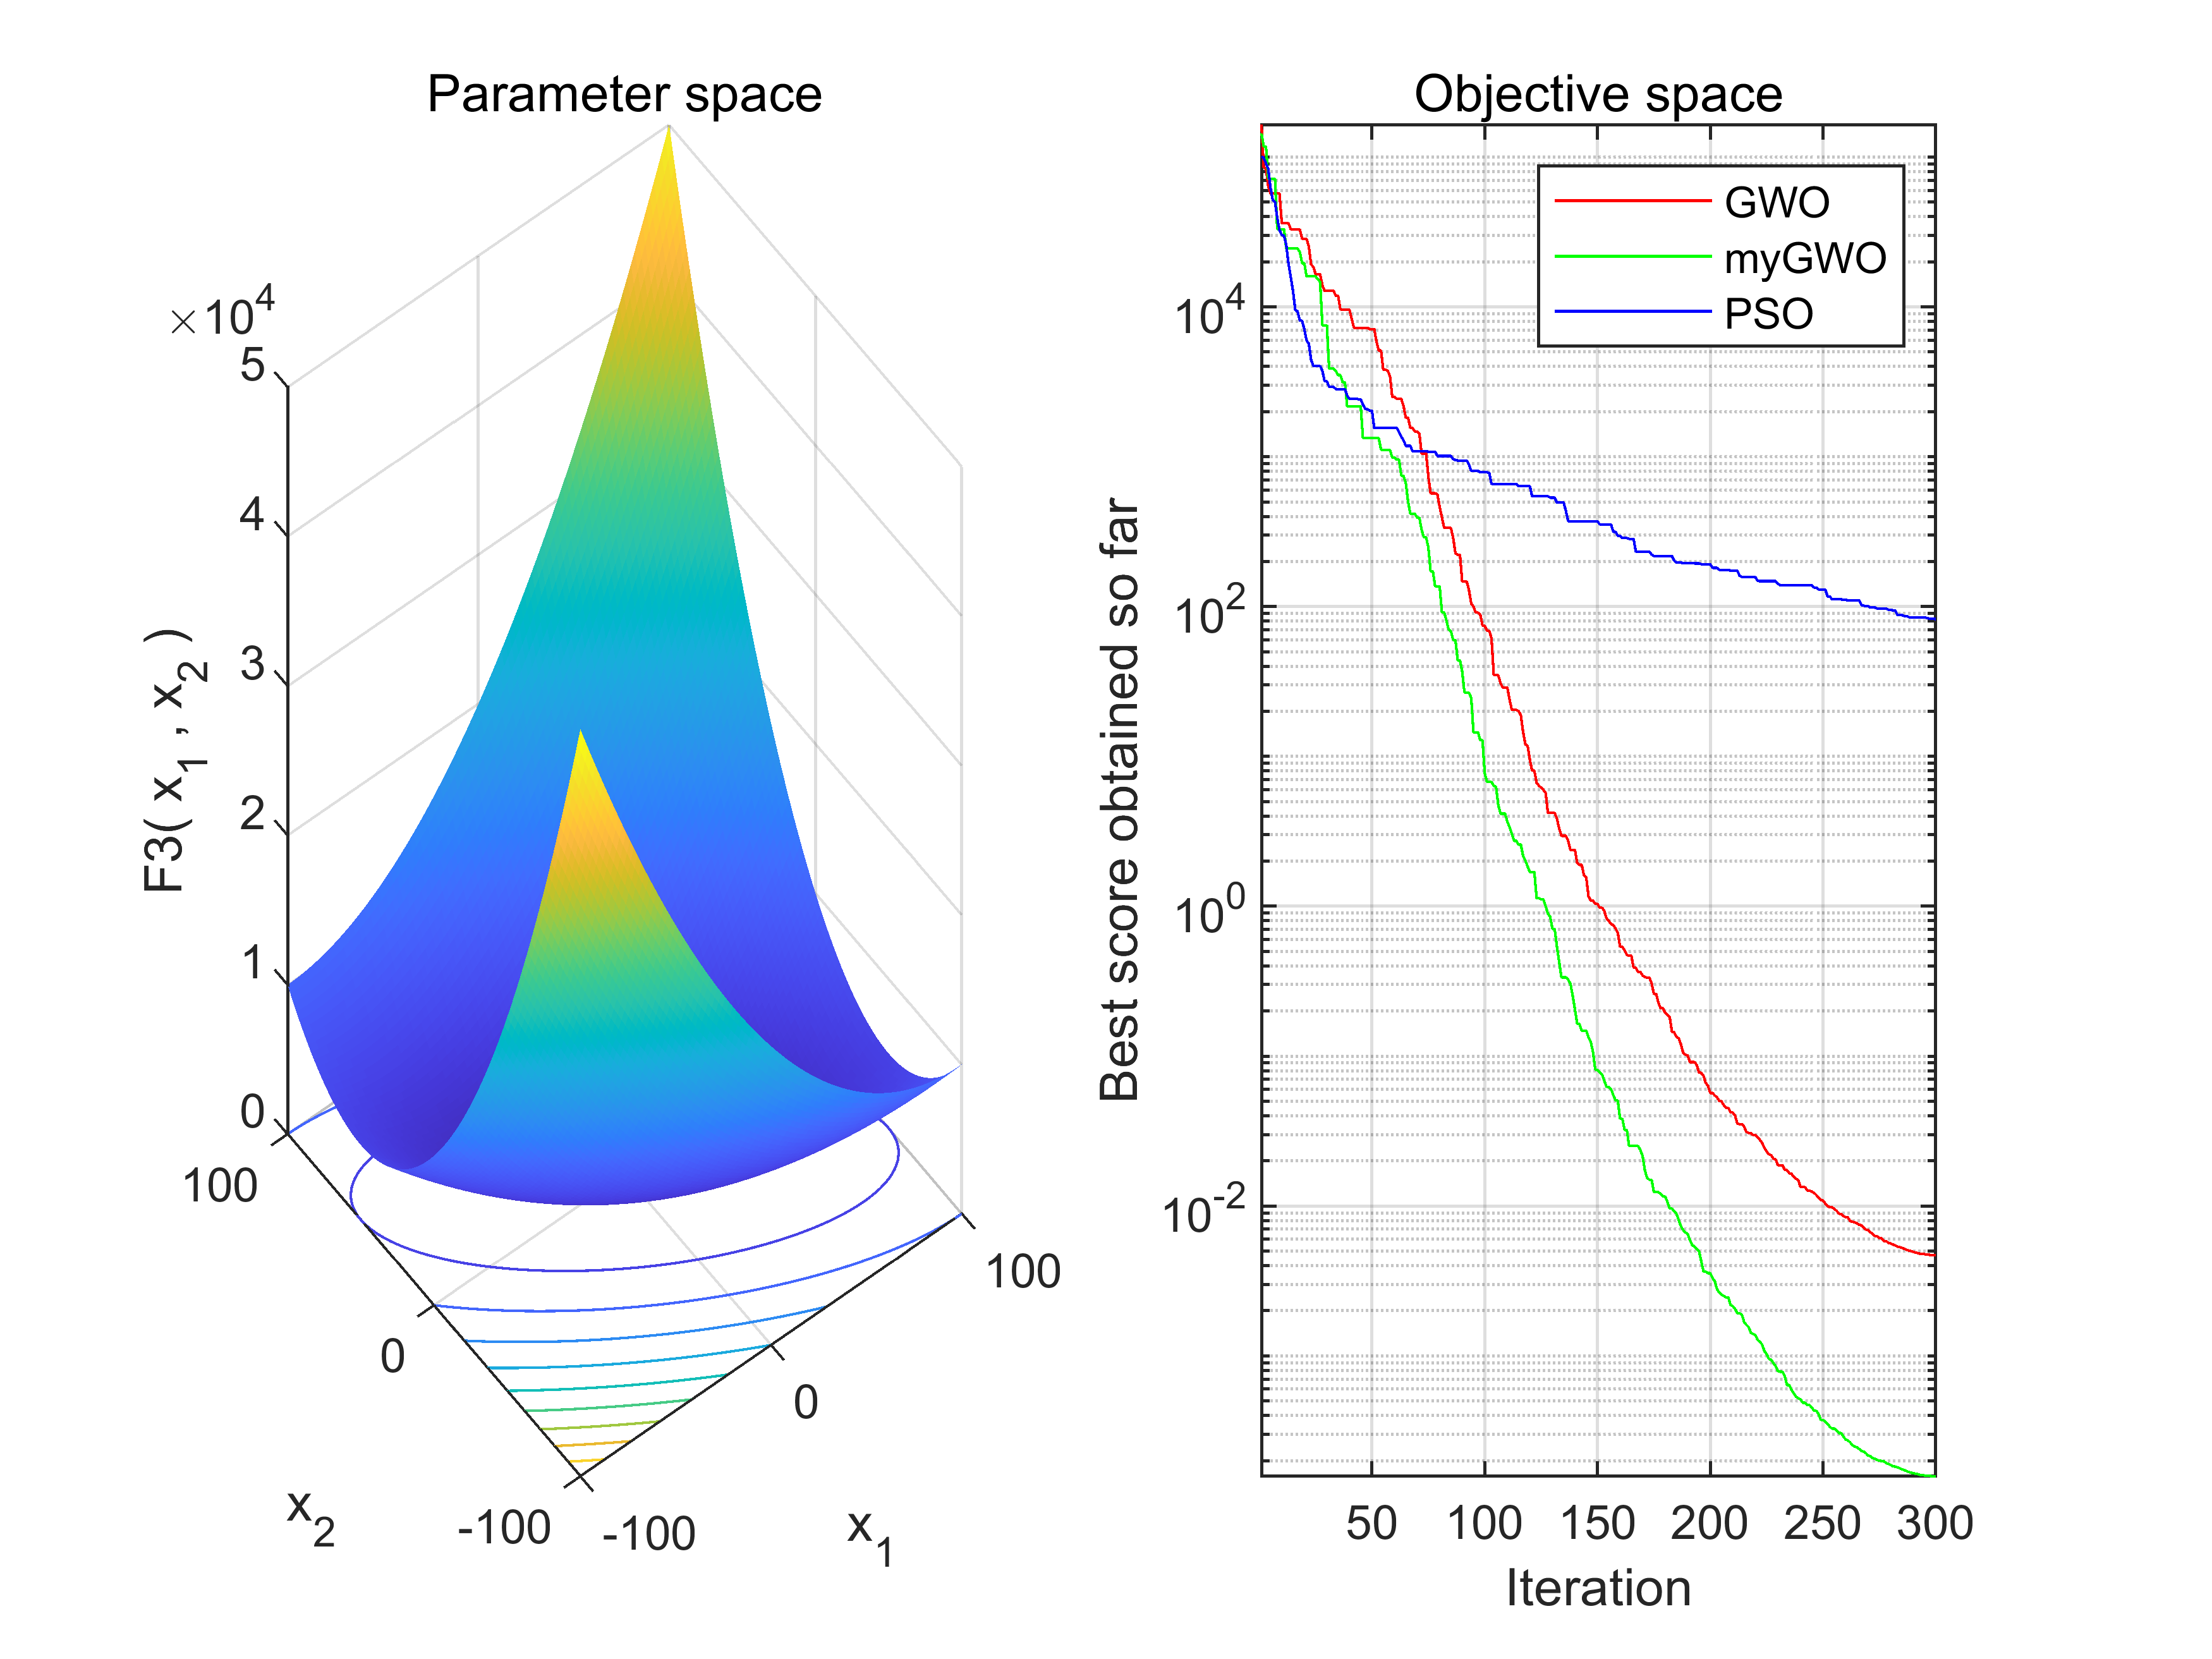 Parameter space
×10^4
5
4
3
2
1
0
F3( x_1 , x_2 )
100
0
-100
x_2
-100
0
100
x_1
Objective space
GWO
myGWO
PSO
10^4
10^2
10^0
10^-2
Best score obtained so far
50 100 150 200 250 300
Iteration